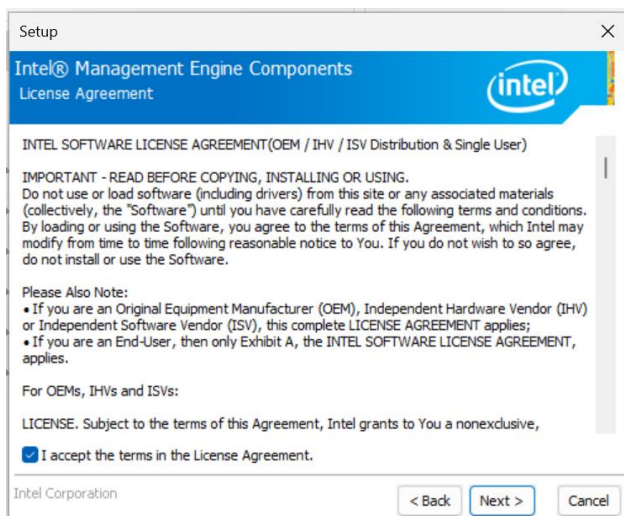 Setup
Intel® Management Engine Components
License Agreement
intel
INTEL SOFTWARE LICENSE AGREEMENT(OEM / IHV / ISV Distribution & Single User)
IMPORTANT - READ BEFORE COPYING, INSTALLING OR USING.
Do not use or load software (including drivers) from this site or any associated materials
(collectively, the "Software") until you have carefully read the following terms and conditions.
By loading or using the Software, you agree to the terms of this Agreement, which Intel may
modify from time to time following reasonable notice to You. If you do not wish to so agree,
do not install or use the Software.
Please Also Note:
• If you are an Original Equipment Manufacturer (OEM), Independent Hardware Vendor (IHV)
or Independent Software Vendor (ISV), this complete LICENSE AGREEMENT applies;
• If you are an End-User, then only Exhibit A, the INTEL SOFTWARE LICENSE AGREEMENT,
applies.
For OEMs, IHVs and ISVs:
LICENSE. Subject to the terms of this Agreement, Intel grants to You a nonexclusive,
I accept the terms in the License Agreement.
Intel Corporation
< Back
Next >
Cancel